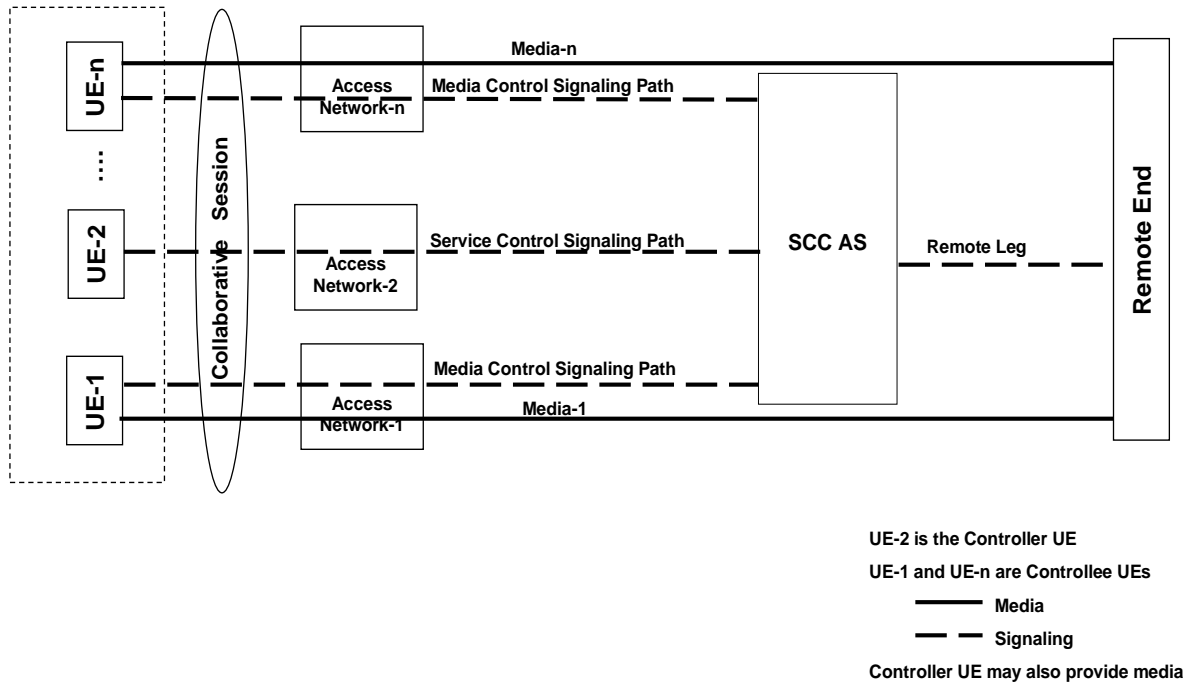 Media-n
UE-n
Access
Network-n
Media Control Signaling Path
....
Collaborative Session
UE-2
Access
Network-2
Service Control Signaling Path
SCC AS
Remote Leg
Remote End
UE-1
Media Control Signaling Path
Access
Network-1
Media-1
UE-2 is the Controller UE
UE-1 and UE-n are Controllee UEs
Media
Signaling
Controller UE may also provide media